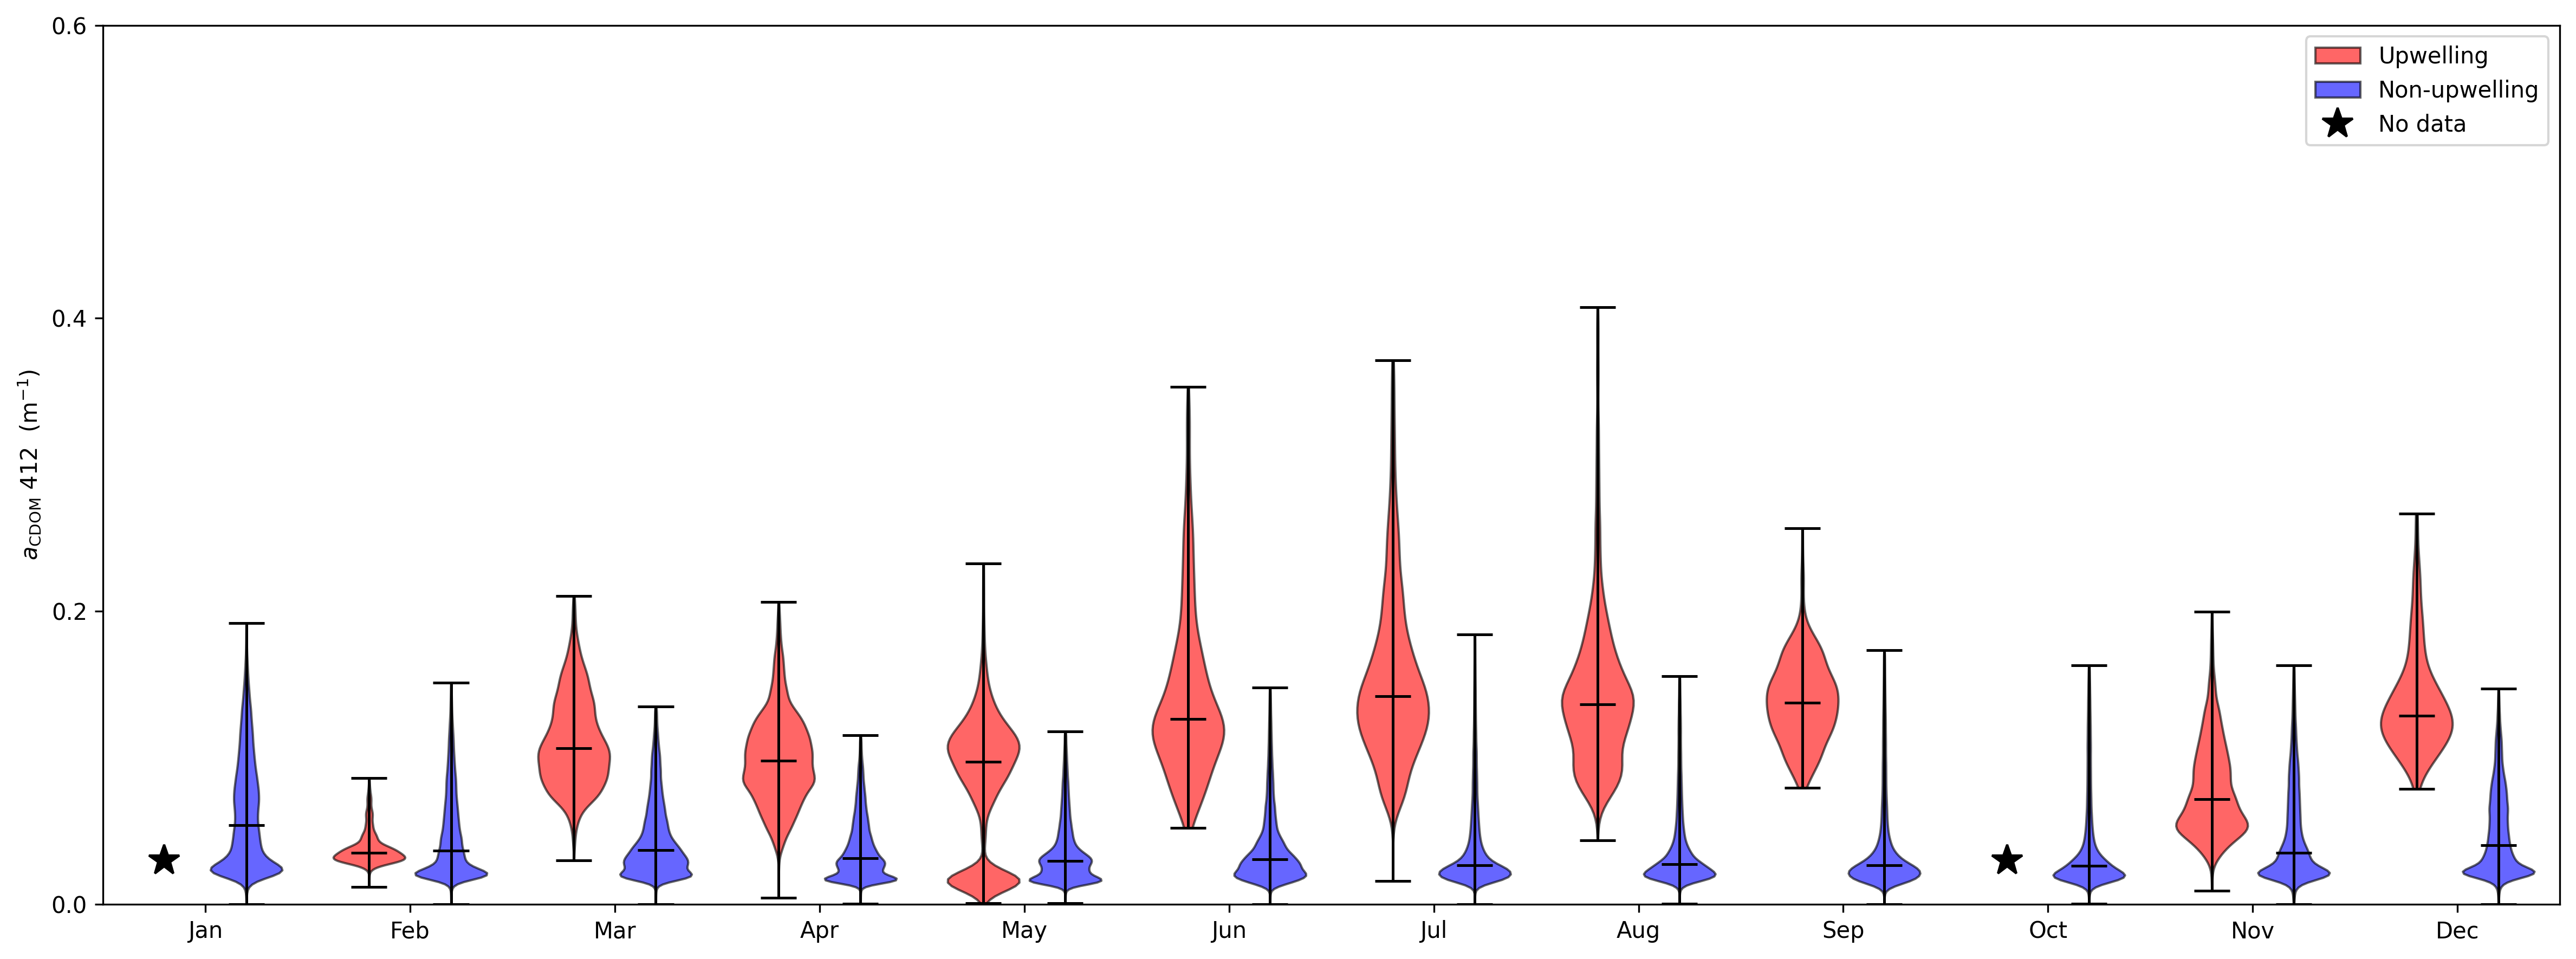 0.6
0.4
0.2
0.0
a_CDOM 412 (m⁻¹)
Upwelling
Non-upwelling
No data
Jan Feb Mar Apr May Jun Jul Aug Sep Oct Nov Dec